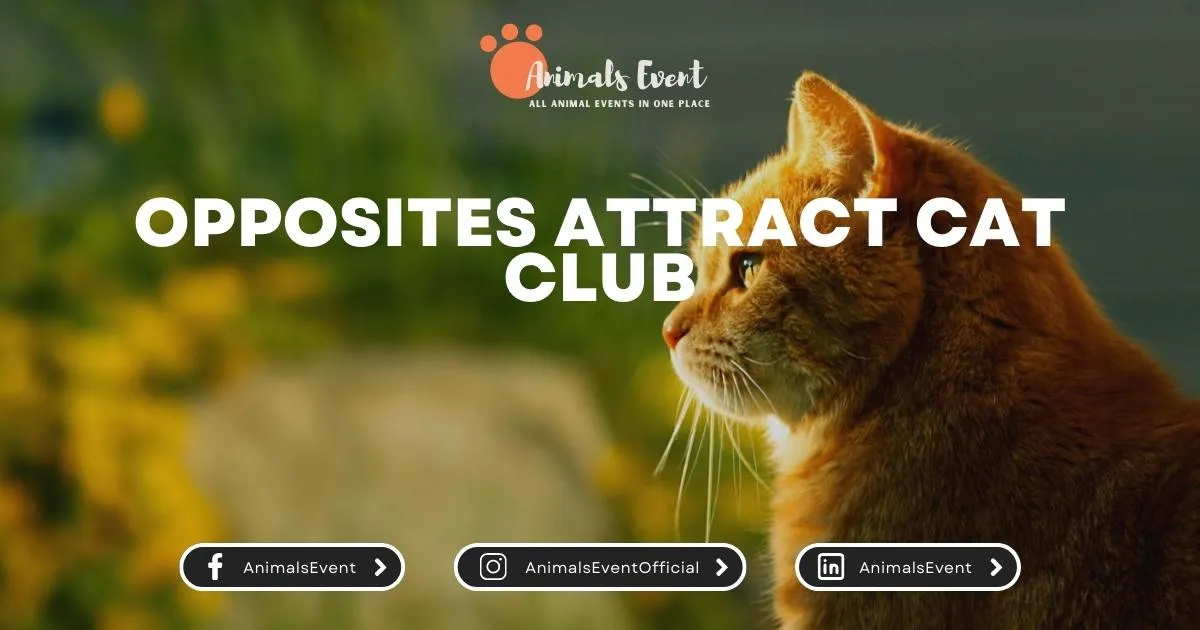 Animals Event
ALL ANIMAL EVENTS IN ONE PLACE
OPPOSITES ATTRACT CAT
CLUB
AnimalsEvent
AnimalsEventOfficial
AnimalsEvent